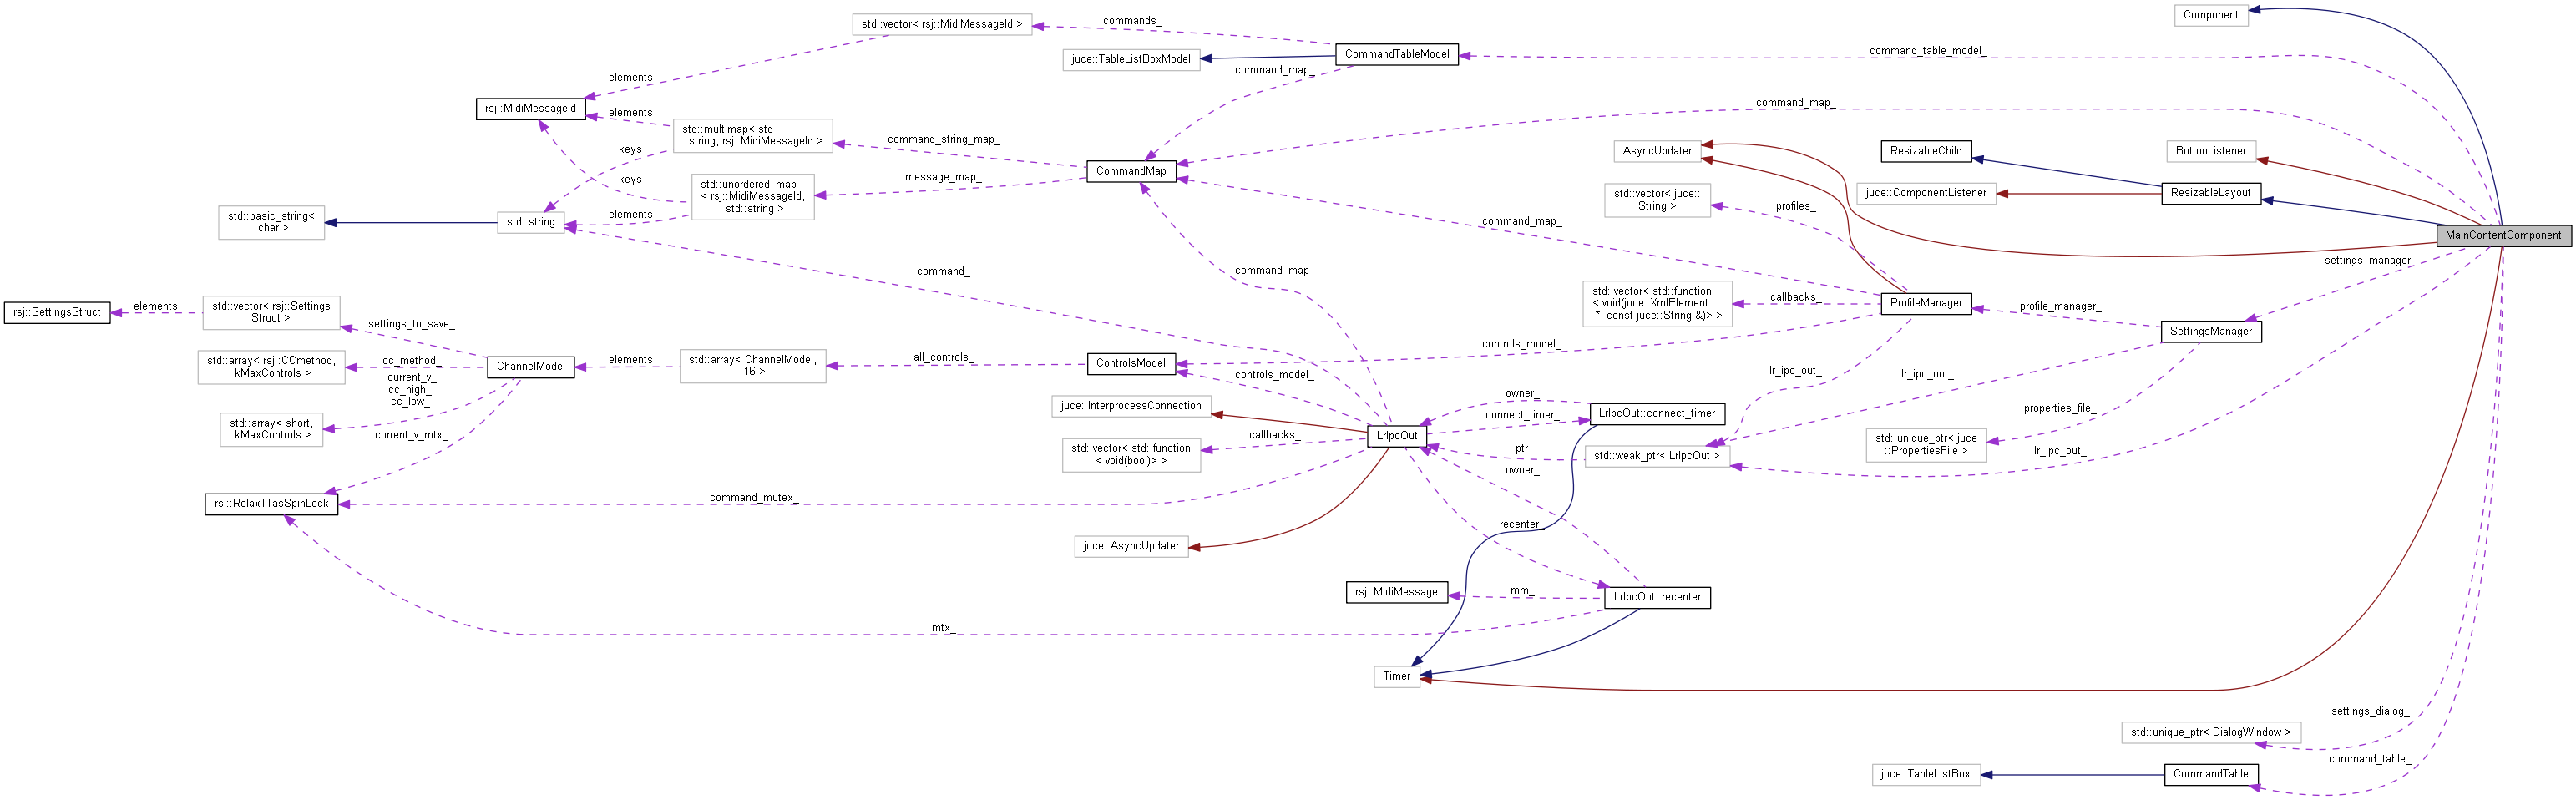 Component
std::vector< rsj::MidiMessageId >
commands_
CommandTableModel
command_table_model_
juce::TableListBoxModel
command_map_
elements
rsj::MidiMessageId
elements
command_map_
std::multimap< std
::string, rsj::MidiMessageId >
command_string_map_
keys
AsyncUpdater
ResizableChild
ButtonListener
CommandMap
keys
message_map_
std::unordered_map
< rsj::MidiMessageId,
std::string >
std::vector< juce::
String >
profiles_
juce::ComponentListener
ResizableLayout
std::basic_string<
char >
std::string
elements
command_map_
MainContentComponent
command_
command_map_
settings_manager_
std::vector< std::function
< void(juce::XmlElement
*, const juce::String &)> >
callbacks_
ProfileManager
profile_manager_
rsj::SettingsStruct
elements
std::vector< rsj::Settings
Struct >
settings_to_save_
SettingsManager
std::array< rsj::CCmethod,
kMaxControls >
cc_method_
ChannelModel
elements
std::array< ChannelModel,
16 >
all_controls_
ControlsModel
controls_model_
controls_model_
lr_ipc_out_
lr_ipc_out_
current_v_
cc_high_
cc_low_
juce::InterprocessConnection
owner_
connect_timer_
LrIpcOut::connect_timer
properties_file_
std::array< short,
kMaxControls >
current_v_mtx_
LrIpcOut
callbacks_
std::vector< std::function
< void(bool)> >
ptr
std::weak_ptr< LrIpcOut >
std::unique_ptr< juce
::PropertiesFile >
lr_ipc_out_
owner_
rsj::RelaxTTasSpinLock
command_mutex_
recenter_
juce::AsyncUpdater
rsj::MidiMessage
mm_
LrIpcOut::recenter
mtx_
Timer
settings_dialog_
std::unique_ptr< DialogWindow >
command_table_
juce::TableListBox
CommandTable